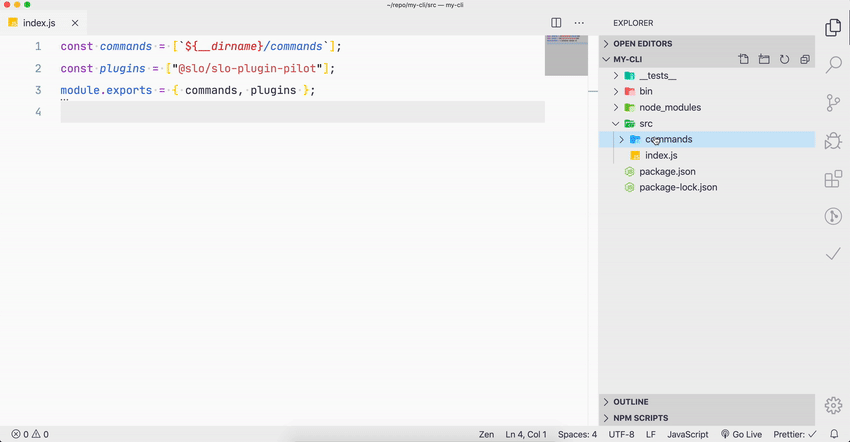 ~/repo/my-cli/src — my-cli
index.js
1 const commands = [`${__dirname}/commands`];
2 const plugins = ["@slo/slo-plugin-pilot"];
3 module.exports = { commands, plugins };
4
EXPLORER
OPEN EDITORS
MY-CLI
__tests__
bin
node_modules
src
commands
index.js
package.json
package-lock.json
OUTLINE
NPM SCRIPTS
0 0 Zen Ln 4, Col 1 Spaces: 4 UTF-8 LF JavaScript Go Live Prettier: